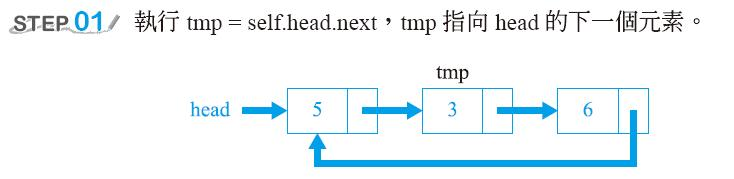 STEP 01 執行 tmp = self.head.next，tmp 指向 head 的下一個元素。
tmp
head 5 3 6